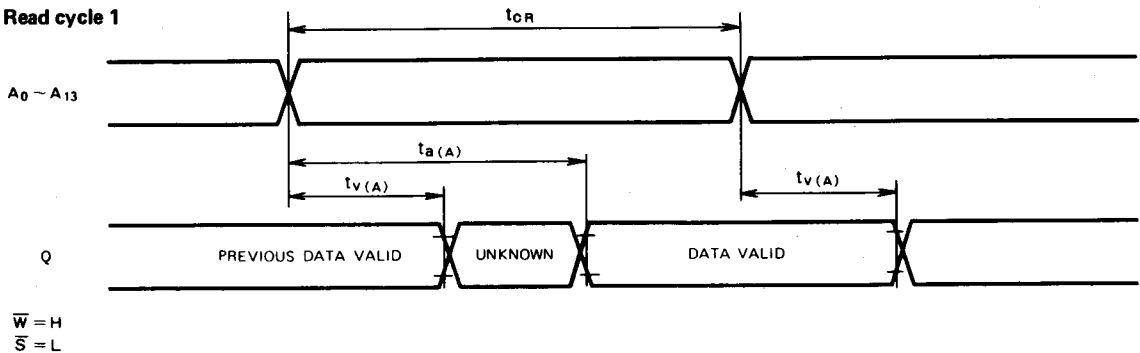 Read cycle 1
tCR
A0 ~ A13
ta(A)
tv(A)
tv(A)
Q
PREVIOUS DATA VALID
UNKNOWN
DATA VALID
W̅ = H
S̅ = L